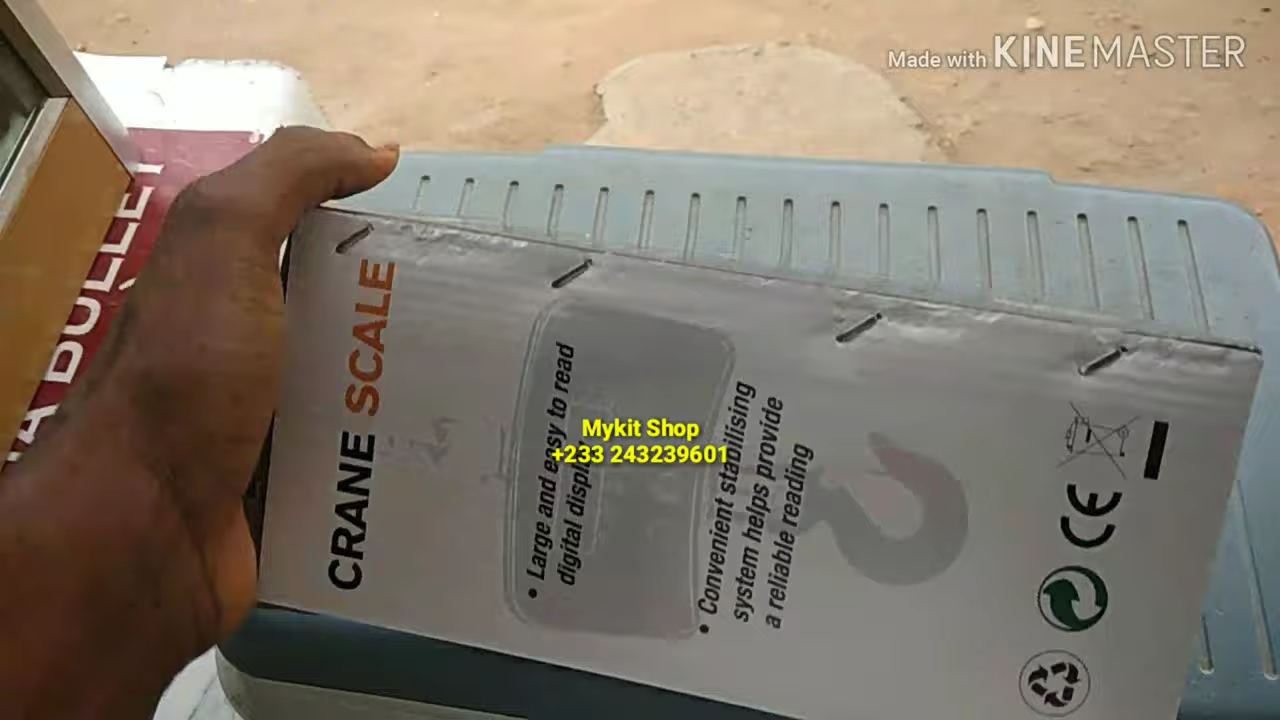 Made with KINEMASTER
CRANE SCALE
• Large and easy to read
digital display
• Convenient stabilising
system helps provide
a reliable reading
Mykit Shop
+233 243239601
CE